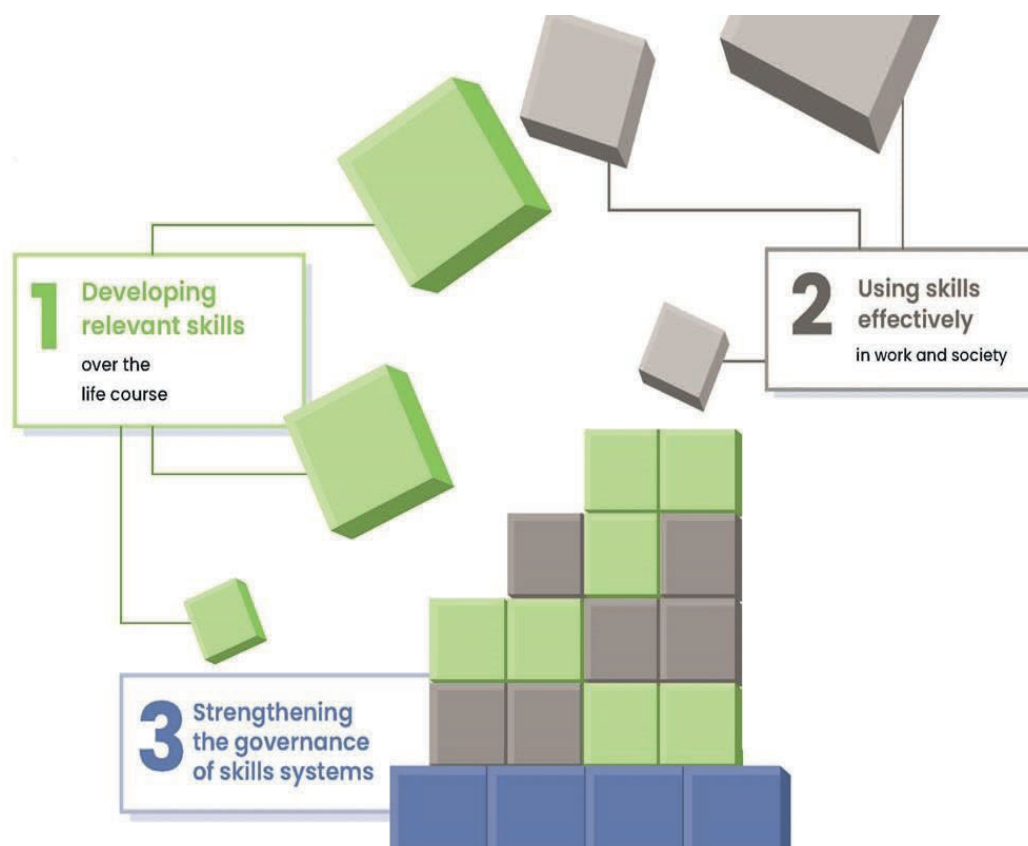 1
Developing
relevant skills
over the
life course
2
Using skills
effectively
in work and society
3
Strengthening
the governance
of skills systems